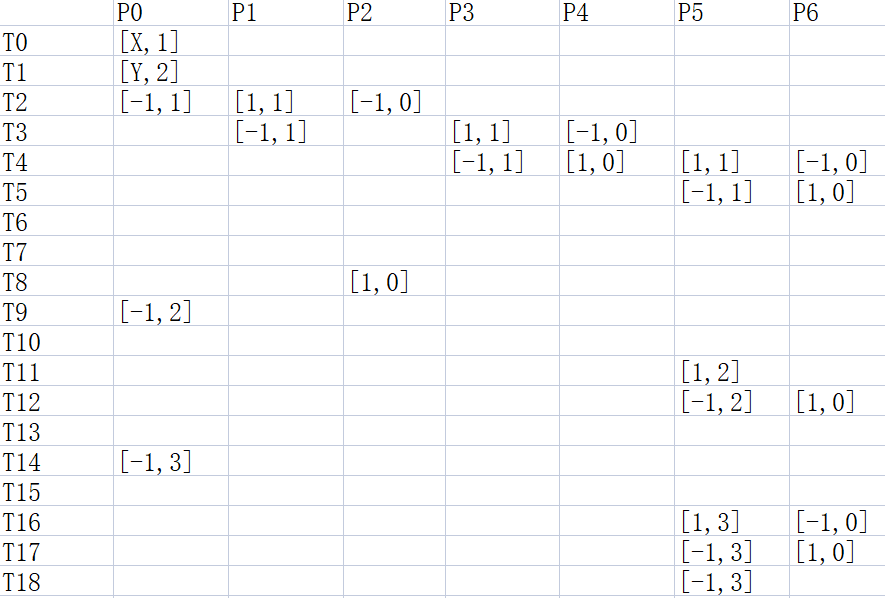 P0 P1 P2 P3 P4 P5 P6
T0 [X,1]
T1 [Y,2]
T2 [-1,1] [1,1] [-1,0]
T3 [-1,1] [1,1] [-1,0]
T4 [-1,1] [1,0] [1,1] [-1,0]
T5 [-1,1] [1,0]
T6
T7
T8 [1,0]
T9 [-1,2]
T10
T11 [1,2]
T12 [-1,2] [1,0]
T13
T14 [-1,3]
T15
T16 [1,3] [-1,0]
T17 [-1,3] [1,0]
T18 [-1,3]